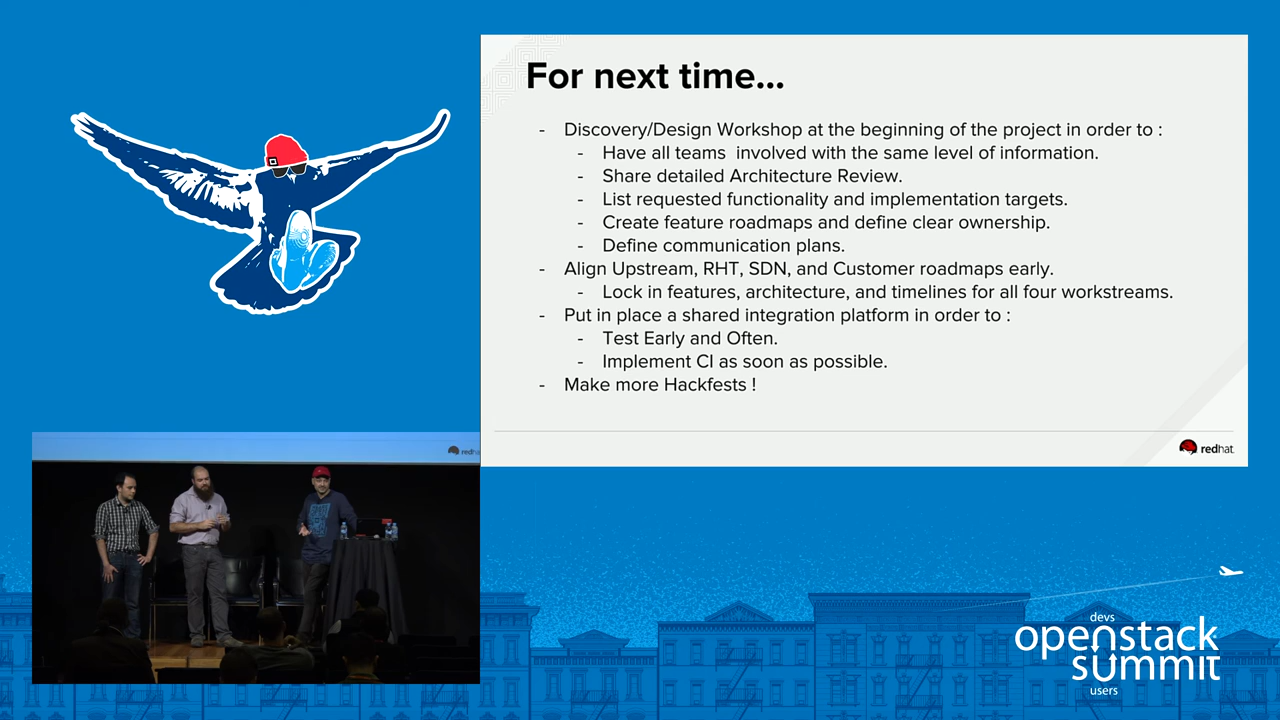 For next time...
- Discovery/Design Workshop at the beginning of the project in order to :
- Have all teams involved with the same level of information.
- Share detailed Architecture Review.
- List requested functionality and implementation targets.
- Create feature roadmaps and define clear ownership.
- Define communication plans.
- Align Upstream, RHT, SDN, and Customer roadmaps early.
- Lock in features, architecture, and timelines for all four workstreams.
- Put in place a shared integration platform in order to :
- Test Early and Often.
- Implement CI as soon as possible.
- Make more Hackfests !
redhat.
redha
devs
openstack
summit
users